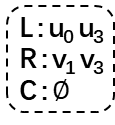 L : u₀ u₃
R : v₁ v₃
C : ∅